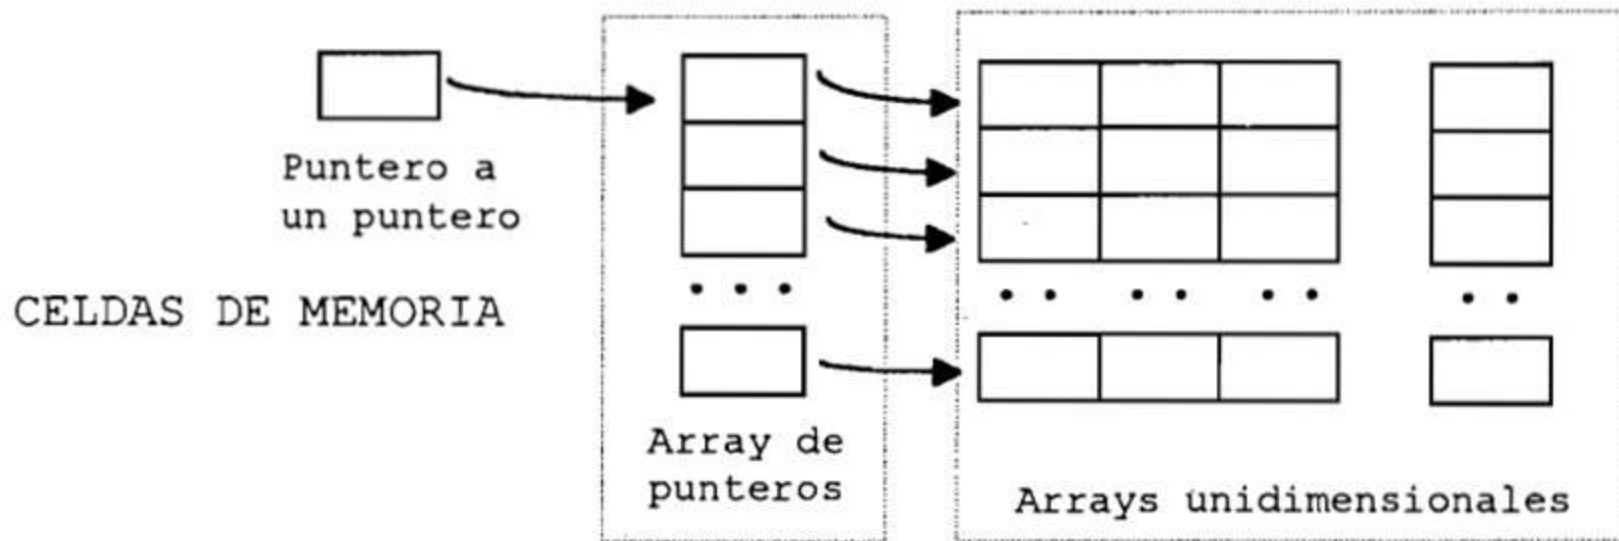 Puntero a
un puntero
CELDAS DE MEMORIA
Array de
punteros
Arrays unidimensionales